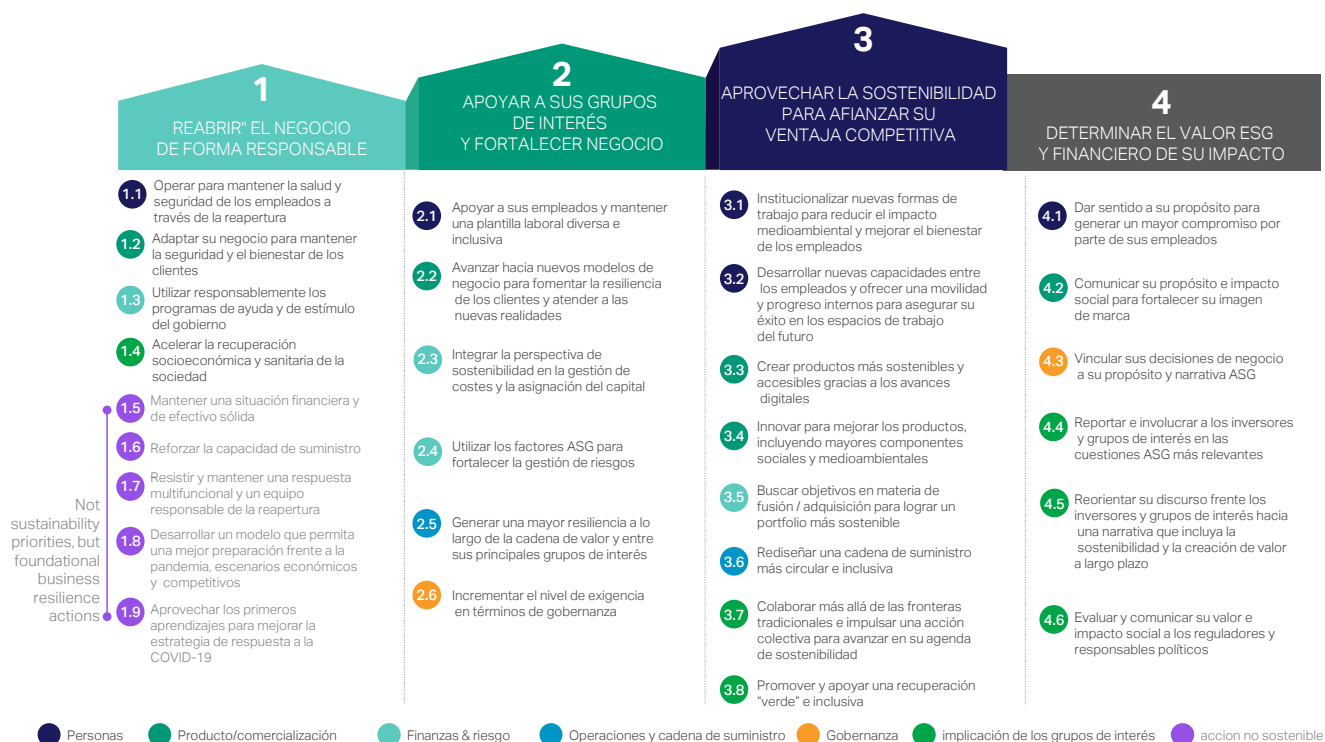 1
REABRIR" EL NEGOCIO
DE FORMA RESPONSABLE
1.1
Operar para mantener la salud y
seguridad de los empleados a
través de la reapertura
1.2
Adaptar su negocio para mantener
la seguridad y el bienestar de los
clientes
1.3
Utilizar responsablemente los
programas de ayuda y de estímulo
del gobierno
1.4
Acelerar la recuperación
socioeconómica y sanitaria de la
sociedad
1.5
Mantener una situación financiera y
de efectivo sólida
1.6
Reforzar la capacidad de suministro
1.7
Resistir y mantener una respuesta
multifuncional y un equipo
responsable de la reapertura
1.8
Desarrollar un modelo que permita
una mejor preparación frente a la
pandemia, escenarios económicos
y competitivos
1.9
Aprovechar los primeros
aprendizajes para mejorar la
estrategia de respuesta a la
COVID-19
Not
sustainability
priorities, but
foundational
business
resilience
actions
2
APOYAR A SUS GRUPOS
DE INTERÉS
Y FORTALECER NEGOCIO
2.1
Apoyar a sus empleados y mantener
una plantilla laboral diversa e
inclusiva
2.2
Avanzar hacia nuevos modelos de
negocio para fomentar la resiliencia
de los clientes y atender a las
nuevas realidades
2.3
Integrar la perspectiva de
sostenibilidad en la gestión de
costes y la asignación del capital
2.4
Utilizar los factores ASG para
fortalecer la gestión de riesgos
2.5
Generar una mayor resiliencia a lo
largo de la cadena de valor y entre
sus principales grupos de interés
2.6
Incrementar el nivel de exigencia
en términos de gobernanza
3
APROVECHAR LA SOSTENIBILIDAD
PARA AFIANZAR SU
VENTAJA COMPETITIVA
3.1
Institucionalizar nuevas formas de
trabajo para reducir el impacto
medioambiental y mejorar el bienestar
de los empleados
3.2
Desarrollar nuevas capacidades entre
los empleados y ofrecer una movilidad
y progreso internos para asegurar su
éxito en los espacios de trabajo
del futuro
3.3
Crear productos más sostenibles y
accesibles gracias a los avances
digitales
3.4
Innovar para mejorar los productos,
incluyendo mayores componentes
sociales y medioambientales
3.5
Buscar objetivos en materia de
fusión / adquisición para lograr un
portfolio más sostenible
3.6
Rediseñar una cadena de suministro
más circular e inclusiva
3.7
Colaborar más allá de las fronteras
tradicionales e impulsar una acción
colectiva para avanzar en su agenda
de sostenibilidad
3.8
Promover y apoyar una recuperación
"verde" e inclusiva
4
DETERMINAR EL VALOR ESG
Y FINANCIERO DE SU IMPACTO
4.1
Dar sentido a su propósito para
generar un mayor compromiso por
parte de sus empleados
4.2
Comunicar su propósito e impacto
social para fortalecer su imagen
de marca
4.3
Vincular sus decisiones de negocio
a su propósito y narrativa ASG
4.4
Reportar e involucrar a los inversores
y grupos de interés en las
cuestiones ASG más relevantes
4.5
Reorientar su discurso frente los
inversores y grupos de interés hacia
una narrativa que incluya la
sostenibilidad y la creación de valor
a largo plazo
4.6
Evaluar y comunicar su valor e
impacto social a los reguladores y
responsables políticos
Personas
Producto/comercialización
Finanzas & riesgo
Operaciones y cadena de suministro
Gobernanza
implicación de los grupos de interés
accion no sostenible